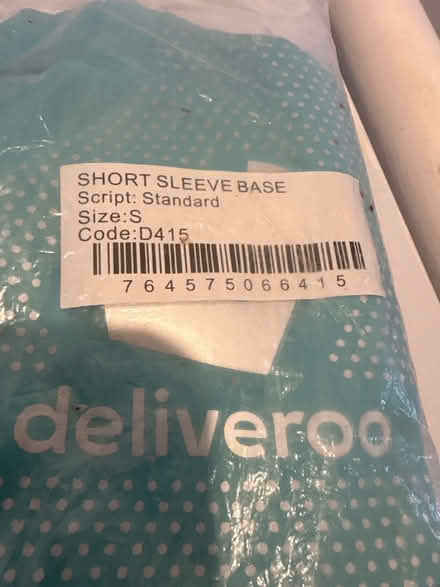 SHORT SLEEVE BASE
Script: Standard
Size:S
Code:D415
764575066415
deliveroo